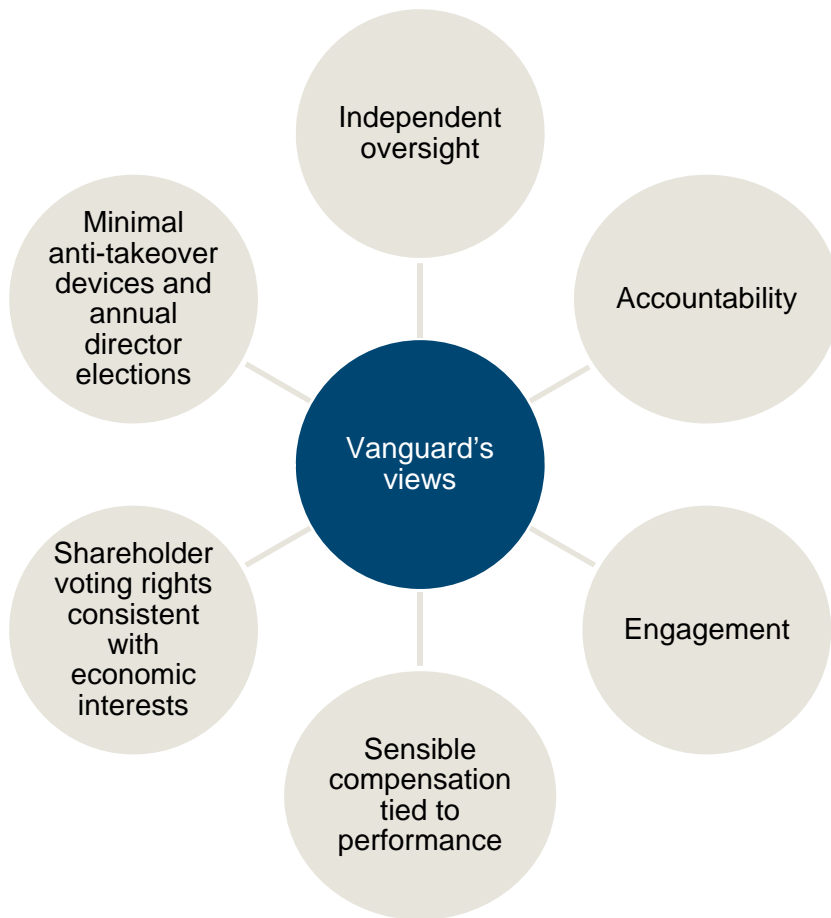 Independent
oversight
Minimal
anti-takeover
devices and
annual
director
elections
Accountability
Vanguard’s
views
Shareholder
voting rights
consistent
with
economic
interests
Engagement
Sensible
compensation
tied to
performance